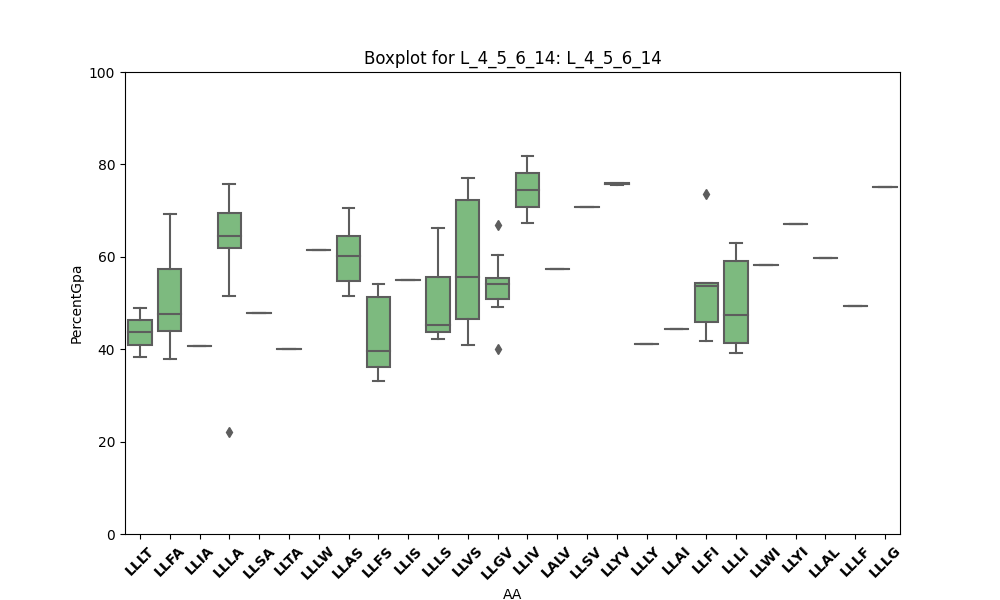 Boxplot for L_4_5_6_14: L_4_5_6_14
100
80
60
40
20
0
PercentGpa
LLLT LLFA LLIA LLLA LLSA LLTA LLLW LLAS LLFS LLIS LLLS LLVS LLGV LLIV LALV LLSV LLYV LLLY LLAI LLFI LLLI LLWI LLYI LLAL LLLF LLLG
AA